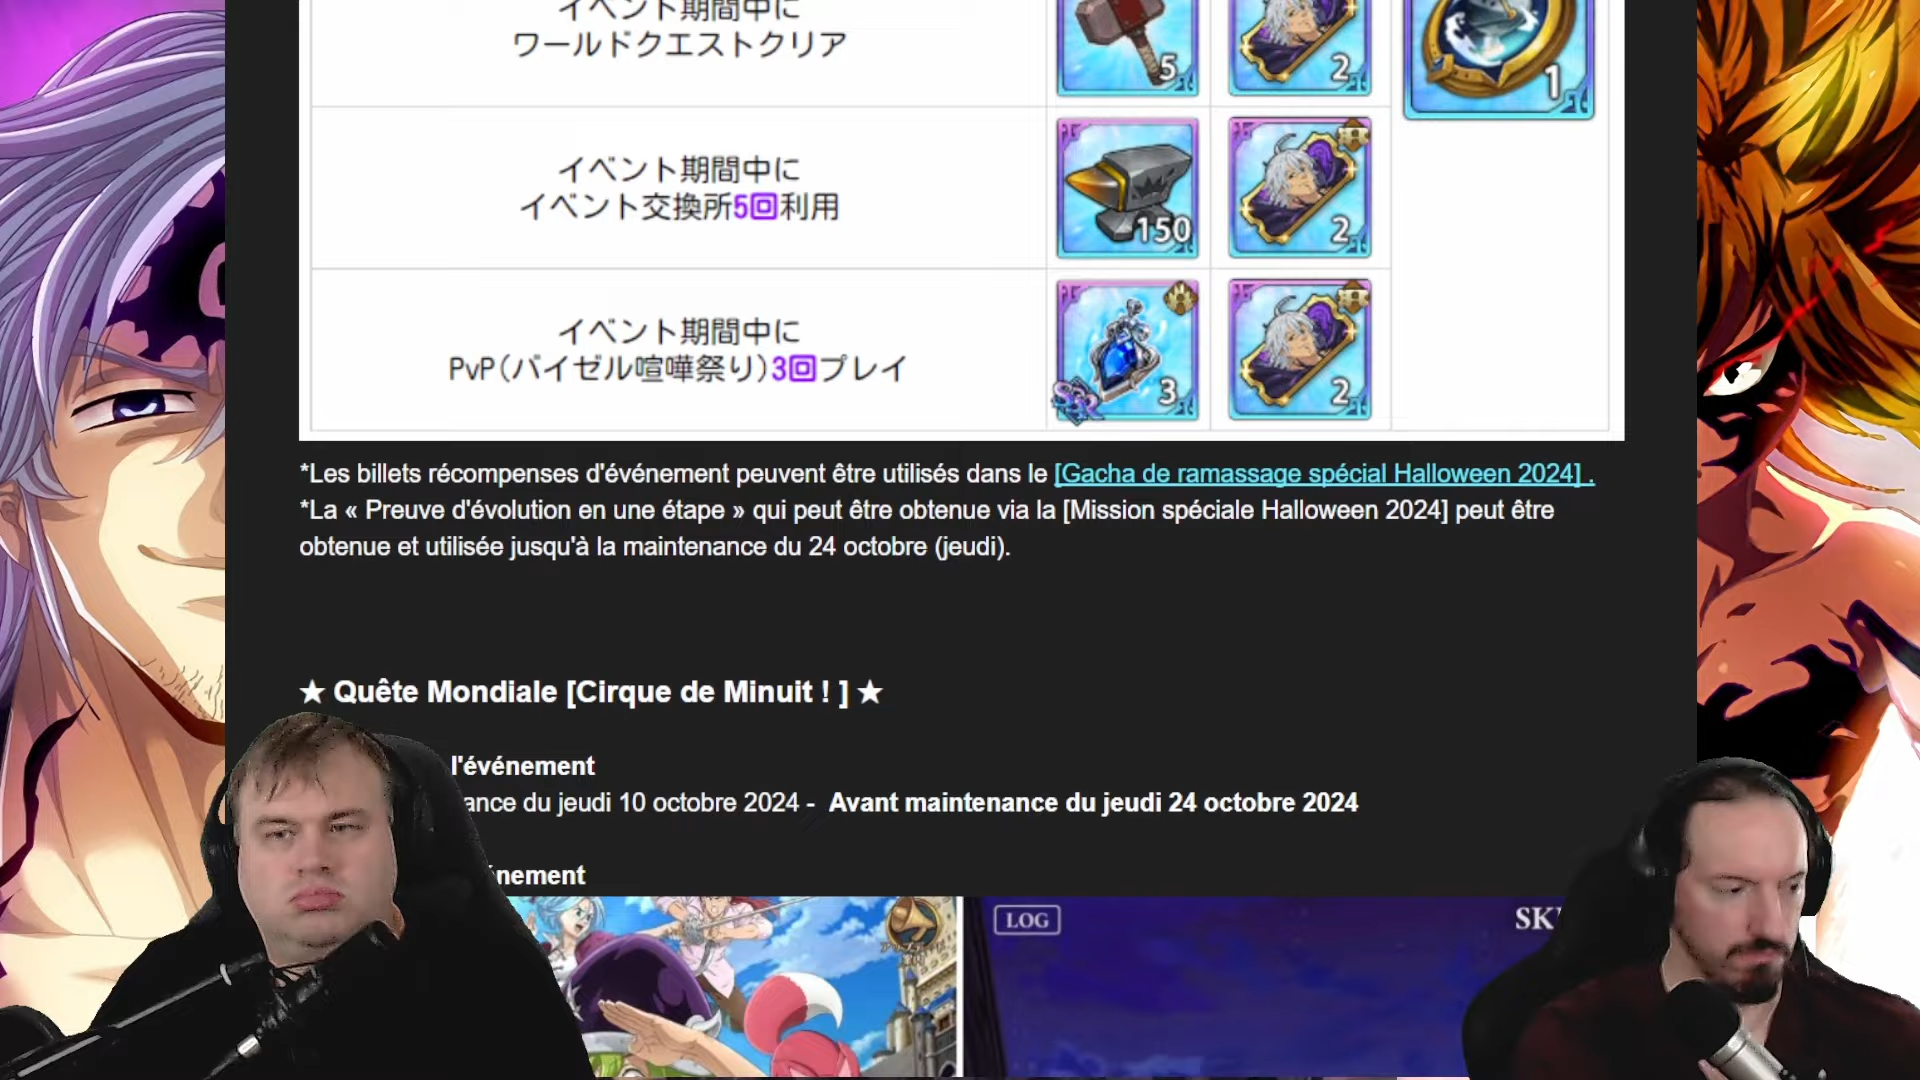 イベント期間中に
ワールドクエストクリア
5
2
1
イベント期間中に
イベント交換所5回利用
150
2
イベント期間中に
PvP(バイゼル喧嘩祭り)3回プレイ
SSR
3
2
*Les billets récompenses d'événement peuvent être utilisés dans le [Gacha de ramassage spécial Halloween 2024] .
*La « Preuve d'évolution en une étape » qui peut être obtenue via la [Mission spéciale Halloween 2024] peut être
obtenue et utilisée jusqu'à la maintenance du 24 octobre (jeudi).
★ Quête Mondiale [Cirque de Minuit ! ] ★
l'événement
ance du jeudi 10 octobre 2024 - Avant maintenance du jeudi 24 octobre 2024
nement
LOG
SK